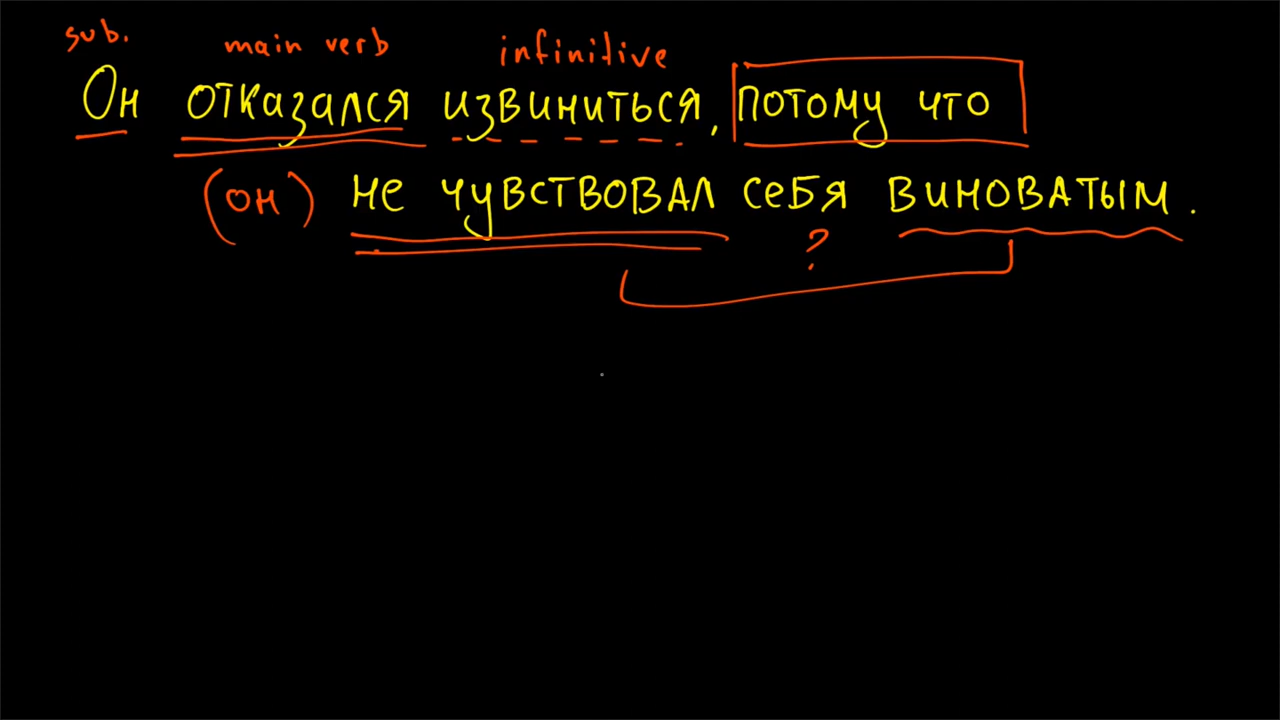 sub. main verb infinitive
Он отказался извиниться, потому что
(он) не чувствовал себя виноватым.
?